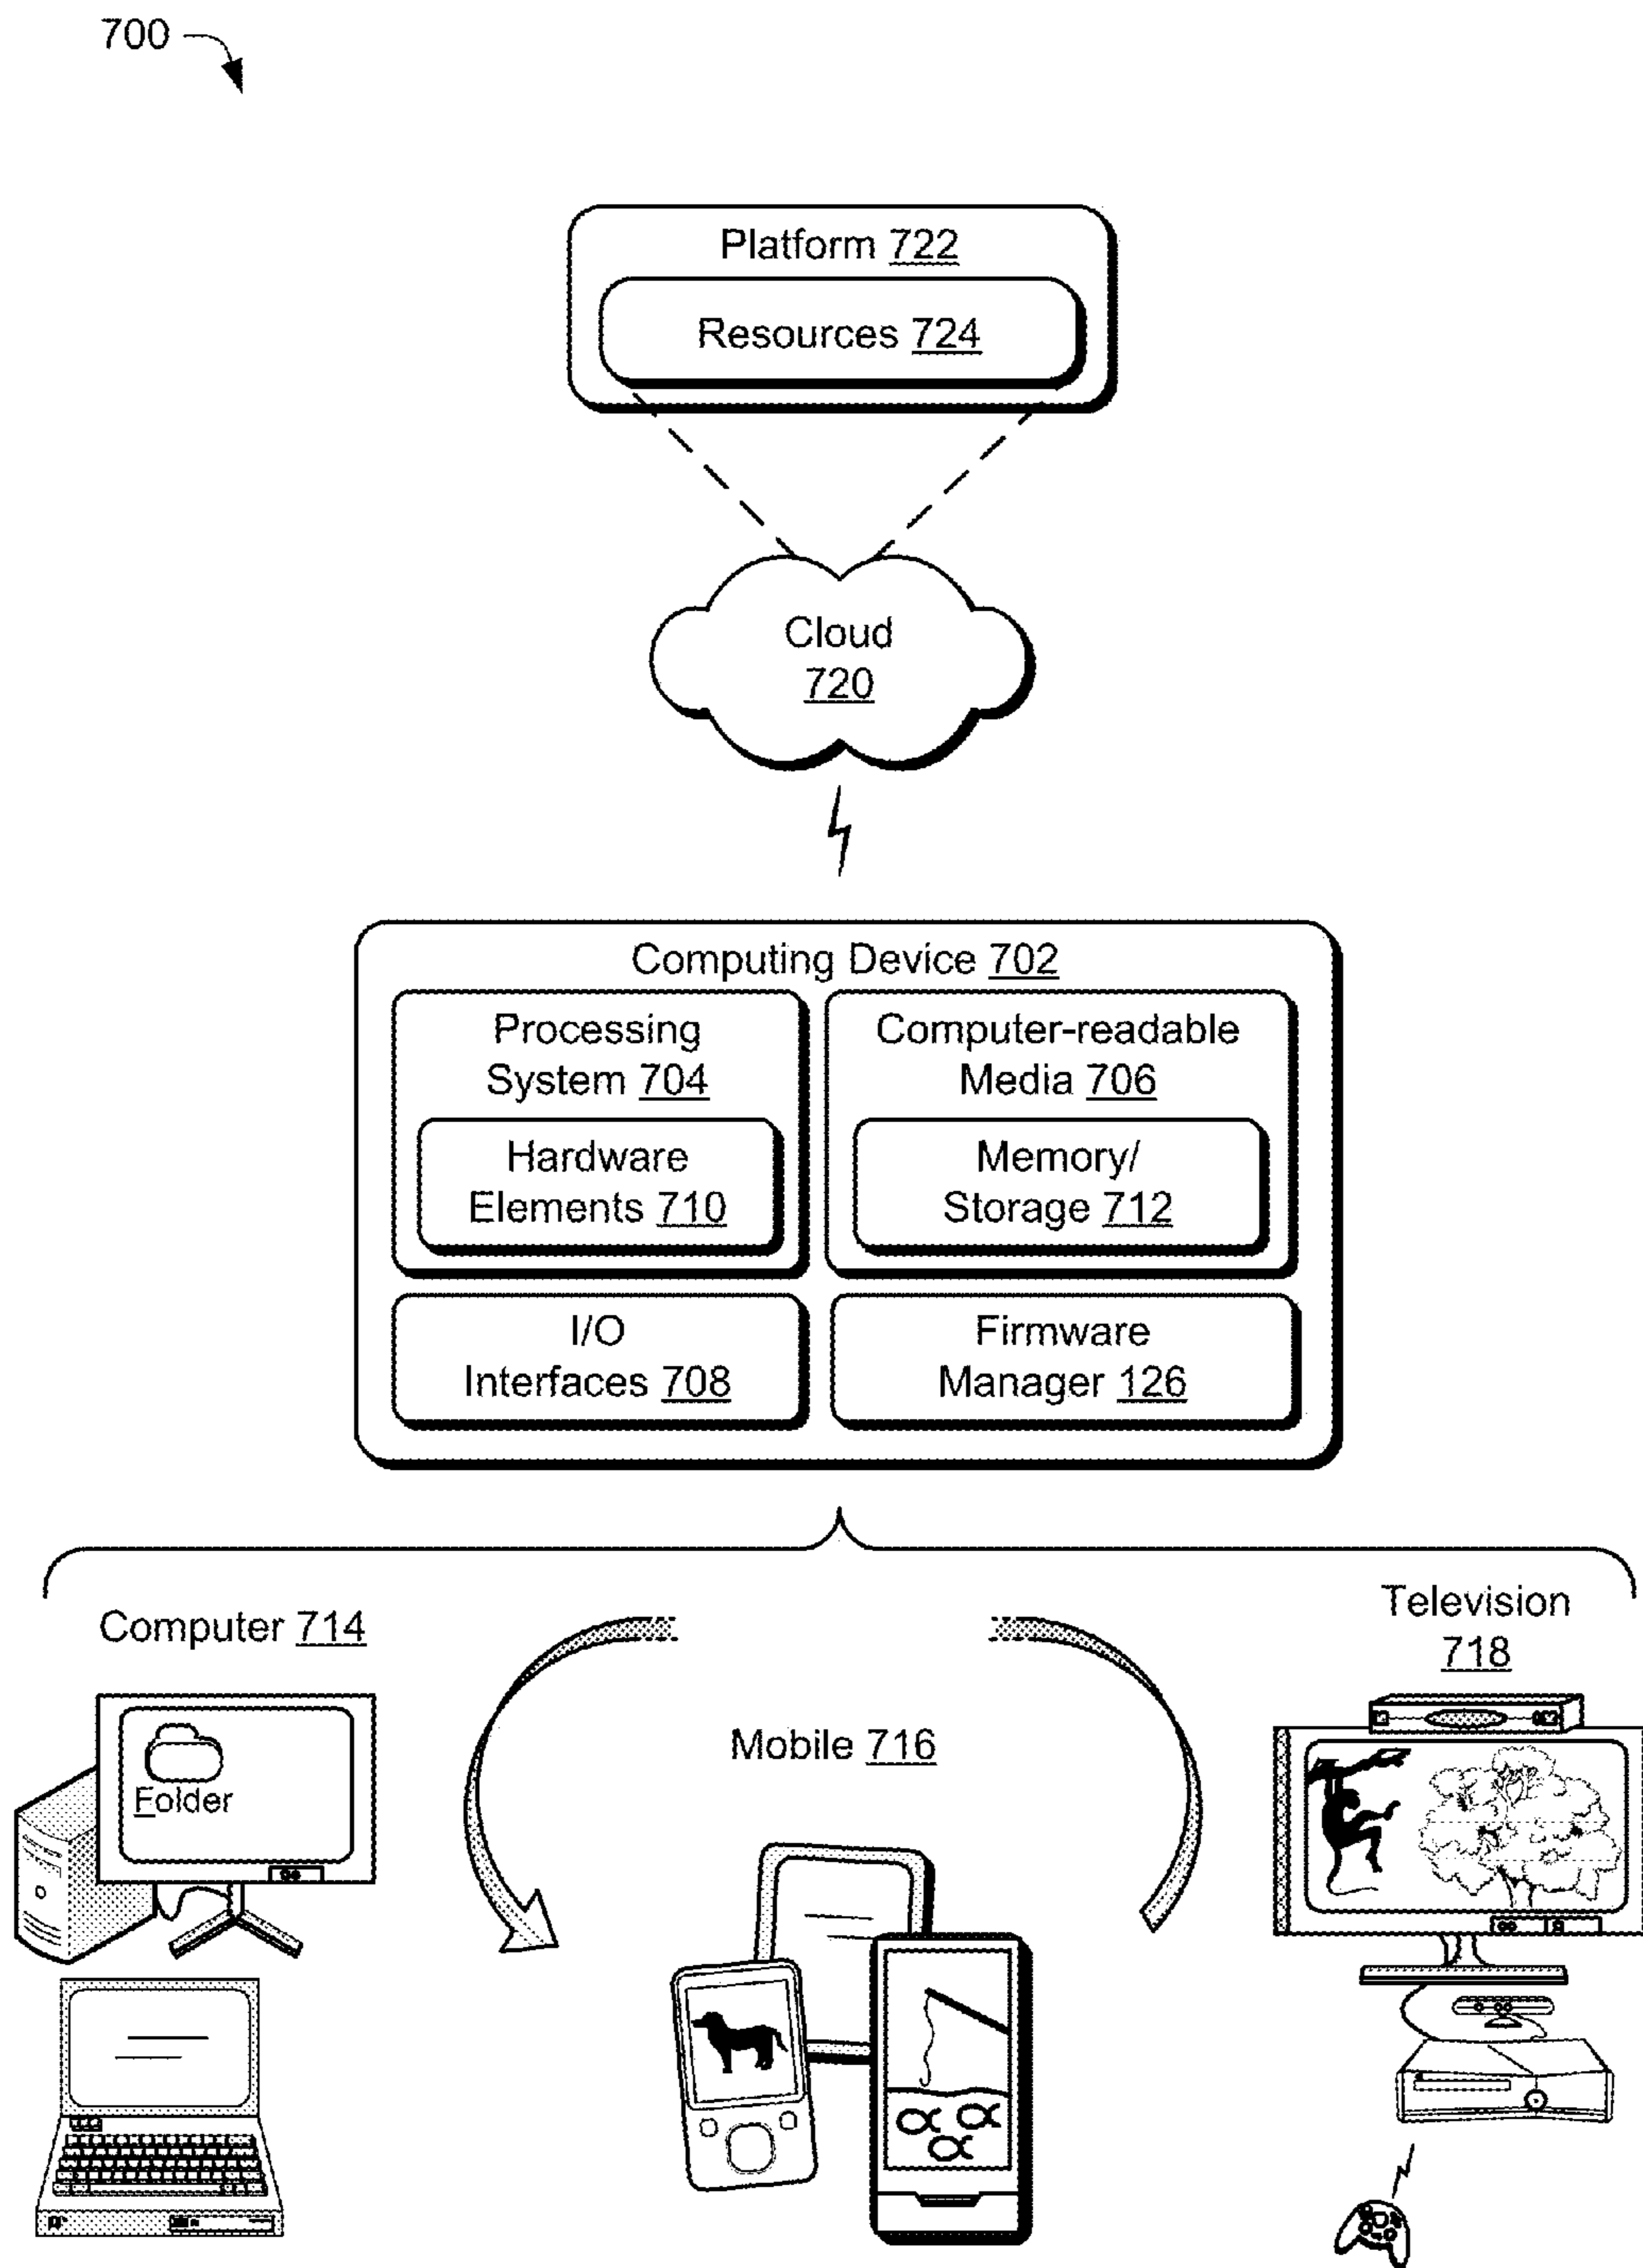 700
Platform 722
Resources 724
Cloud
720
Computing Device 702
Processing
System 704
Hardware
Elements 710
Computer-readable
Media 706
Memory/
Storage 712
I/O
Interfaces 708
Firmware
Manager 126
Computer 714
Folder
Mobile 716
Television
718